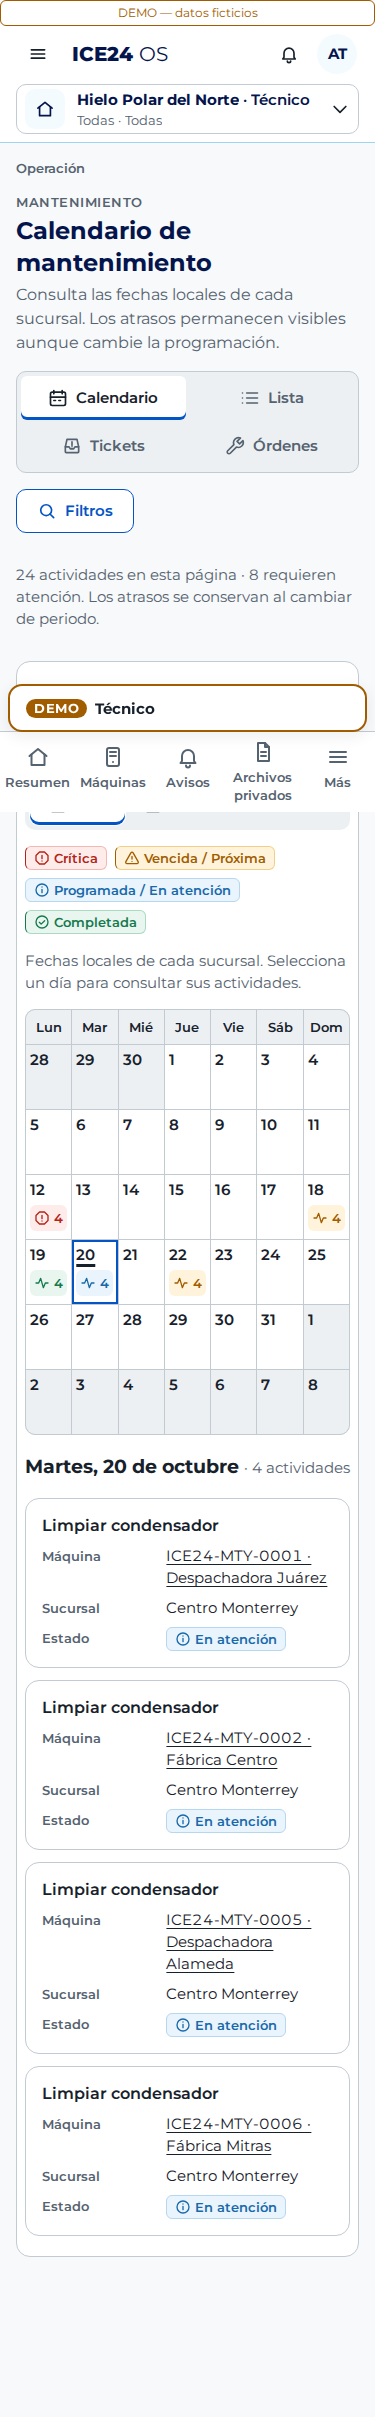 DEMO — datos ficticios
ICE24 OS
AT
Hielo Polar del Norte · Técnico
Todas · Todas
Operación
MANTENIMIENTO
Calendario de
mantenimiento
Consulta las fechas locales de cada
sucursal. Los atrasos permanecen visibles
aunque cambie la programación.
Calendario
Lista
Tickets
Órdenes
Filtros
24 actividades en esta página · 8 requieren
atención. Los atrasos se conservan al cambiar
de periodo.
DEMO Técnico
Resumen
Máquinas
Avisos
Archivos
privados
Más
Crítica
Vencida / Próxima
Programada / En atención
Completada
Fechas locales de cada sucursal. Selecciona
un día para consultar sus actividades.
Lun Mar Mié Jue Vie Sáb Dom
28 29 30 1 2 3 4
5 6 7 8 9 10 11
12 13 14 15 16 17 18
4 4
19 20 21 22 23 24 25
4 4 4
26 27 28 29 30 31 1
2 3 4 5 6 7 8
Martes, 20 de octubre · 4 actividades
Limpiar condensador
Máquina ICE24-MTY-0001 ·
Despachadora Juárez
Sucursal Centro Monterrey
Estado En atención
Limpiar condensador
Máquina ICE24-MTY-0002 ·
Fábrica Centro
Sucursal Centro Monterrey
Estado En atención
Limpiar condensador
Máquina ICE24-MTY-0005 ·
Despachadora
Alameda
Sucursal Centro Monterrey
Estado En atención
Limpiar condensador
Máquina ICE24-MTY-0006 ·
Fábrica Mitras
Sucursal Centro Monterrey
Estado En atención